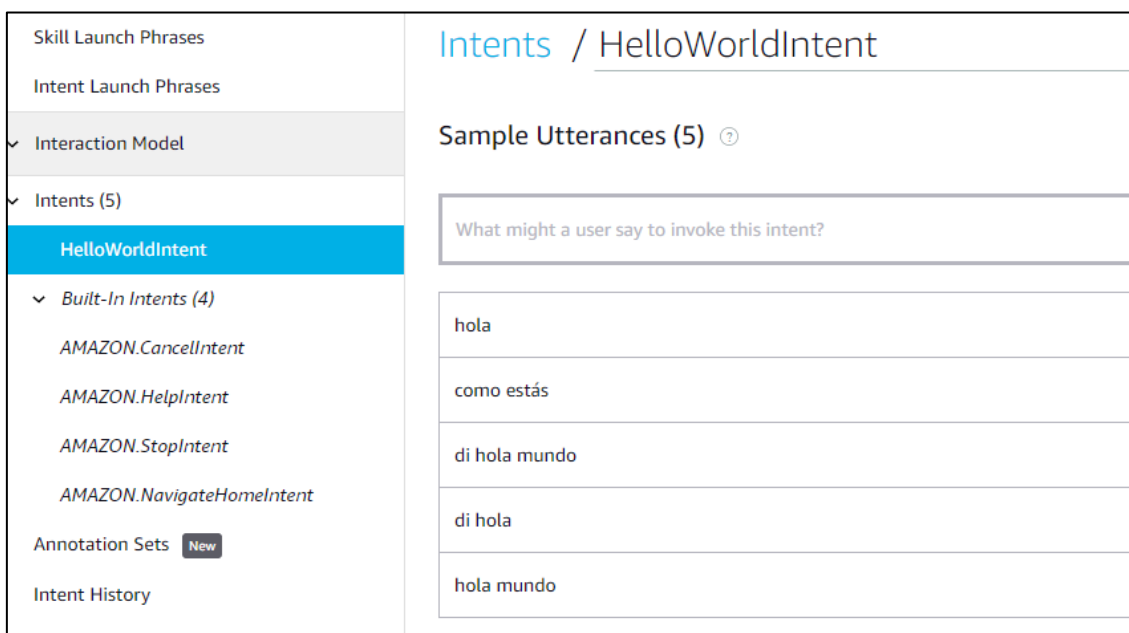 Skill Launch Phrases
Intent Launch Phrases
Interaction Model
Intents (5)
HelloWorldIntent
Built-In Intents (4)
AMAZON.CancelIntent
AMAZON.HelpIntent
AMAZON.StopIntent
AMAZON.NavigateHomeIntent
Annotation Sets New
Intent History
Intents / HelloWorldIntent
Sample Utterances (5) ?
What might a user say to invoke this intent?
hola
como estás
di hola mundo
di hola
hola mundo